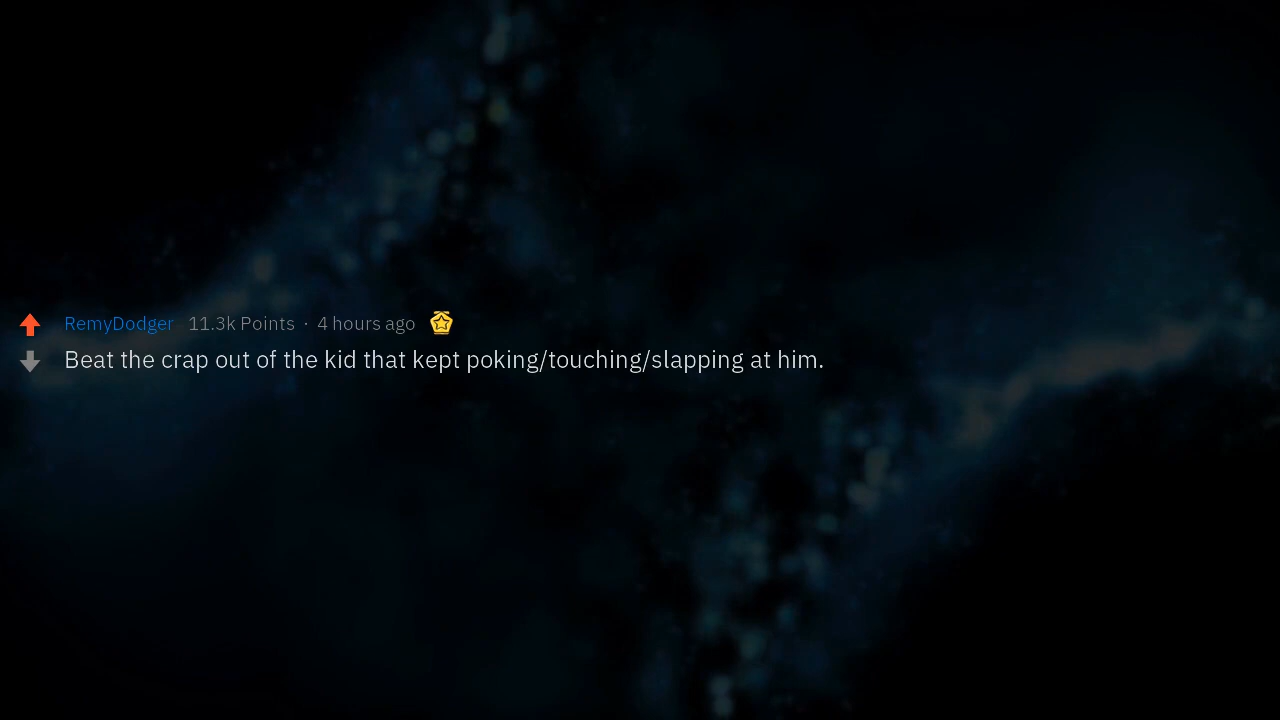 RemyDodger 11.3k Points · 4 hours ago
Beat the crap out of the kid that kept poking/touching/slapping at him.